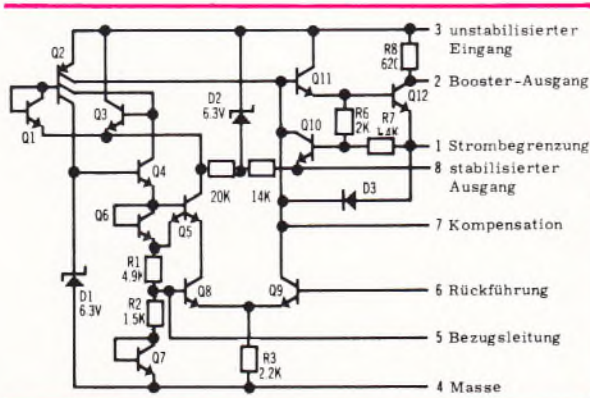 3 unstabilisierter
Eingang
2 Booster-Ausgang
1 Strombegrenzung
8 stabilisierter
Ausgang
7 Kompensation
6 Rückführung
5 Bezugsleitung
4 Masse
Q2
Q1
Q3
Q4
Q6
Q5
R1
4.9K
R2
1.5K
Q7
D1
6.3V
D2
6.3V
20K
14K
Q8
Q9
R3
2.2K
Q11
Q10
R6
2K
R7
R8
Q12
D3